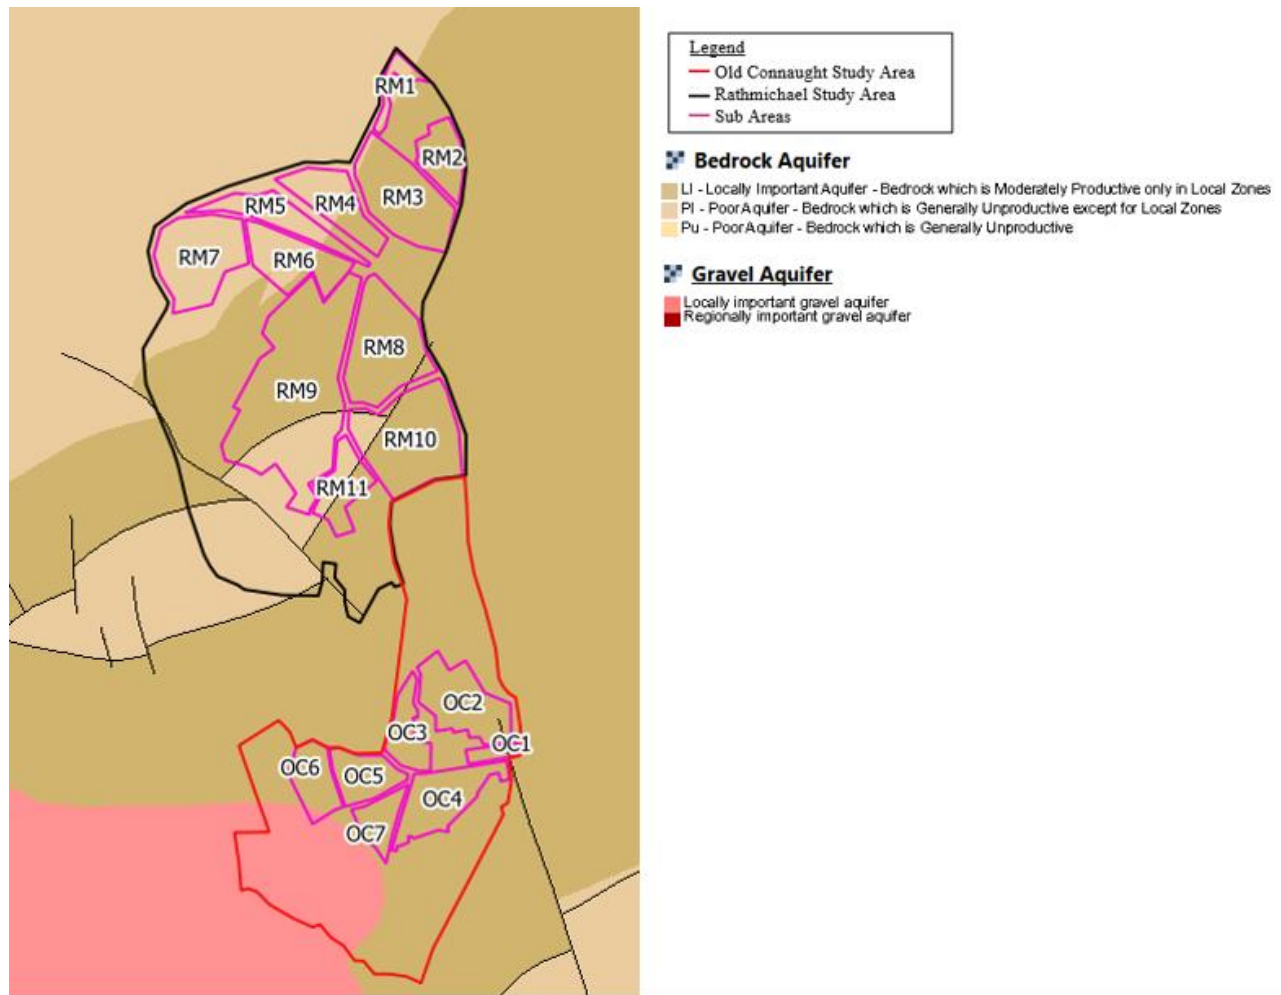 RM1
RM2
RM3
RM4
RM5
RM6
RM7
RM8
RM9
RM10
RM11
OC2
OC3
OC1
OC6
OC5
OC4
OC7
Legend
Old Connaught Study Area
Rathmichael Study Area
Sub Areas
Bedrock Aquifer
LI - Locally Important Aquifer - Bedrock which is Moderately Productive only in Local Zones
Pl - Poor Aquifer - Bedrock which is Generally Unproductive except for Local Zones
Pu - Poor Aquifer - Bedrock which is Generally Unproductive
Gravel Aquifer
Locally important gravel aquifer
Regionally important gravel aquifer